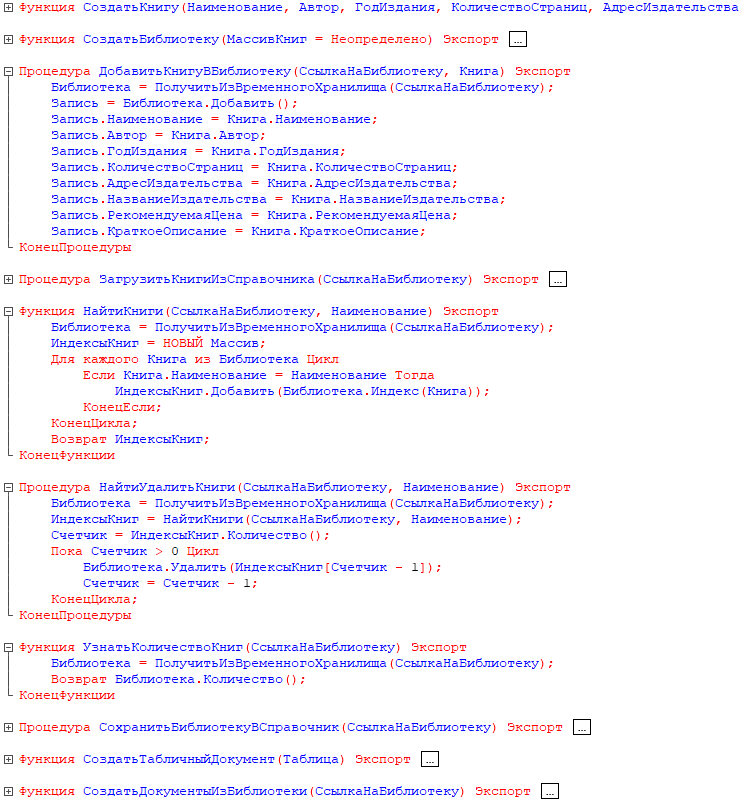 Функция СоздатьКнигу(Наименование, Автор, ГодИздания, КоличествоСтраниц, АдресИздательства
Функция СоздатьБиблиотеку(МассивКниг = Неопределено) Экспорт ...
Процедура ДобавитьКнигуВБиблиотеку(СсылкаНаБиблиотеку, Книга) Экспорт
Библиотека = ПолучитьИзВременногоХранилища(СсылкаНаБиблиотеку);
Запись = Библиотека.Добавить();
Запись.Наименование = Книга.Наименование;
Запись.Автор = Книга.Автор;
Запись.ГодИздания = Книга.ГодИздания;
Запись.КоличествоСтраниц = Книга.КоличествоСтраниц;
Запись.АдресИздательства = Книга.АдресИздательства;
Запись.НазваниеИздательства = Книга.НазваниеИздательства;
Запись.РекомендуемаяЦена = Книга.РекомендуемаяЦена;
Запись.КраткоеОписание = Книга.КраткоеОписание;
КонецПроцедуры
Процедура ЗагрузитьКнигиИзСправочника(СсылкаНаБиблиотеку) Экспорт ...
Функция НайтиКниги(СсылкаНаБиблиотеку, Наименование) Экспорт
Библиотека = ПолучитьИзВременногоХранилища(СсылкаНаБиблиотеку);
ИндексыКниг = НОВЫЙ Массив;
Для каждого Книга из Библиотека Цикл
Если Книга.Наименование = Наименование Тогда
ИндексыКниг.Добавить(Библиотека.Индекс(Книга));
КонецЕсли;
КонецЦикла;
Возврат ИндексыКниг;
КонецФункции
Процедура НайтиУдалитьКниги(СсылкаНаБиблиотеку, Наименование) Экспорт
Библиотека = ПолучитьИзВременногоХранилища(СсылкаНаБиблиотеку);
ИндексыКниг = НайтиКниги(СсылкаНаБиблиотеку, Наименование);
Счетчик = ИндексыКниг.Количество();
Пока Счетчик > 0 Цикл
Библиотека.Удалить(ИндексыКниг[Счетчик - 1]);
Счетчик = Счетчик - 1;
КонецЦикла;
КонецПроцедуры
Функция УзнатьКоличествоКниг(СсылкаНаБиблиотеку) Экспорт
Библиотека = ПолучитьИзВременногоХранилища(СсылкаНаБиблиотеку);
Возврат Библиотека.Количество();
КонецФункции
Процедура СохранитьБиблиотекуВСправочник(СсылкаНаБиблиотеку) Экспорт ...
Функция СоздатьТабличныйДокумент(Таблица) Экспорт ...
Функция СоздатьДокументыИзБиблиотеки(СсылкаНаБиблиотеку) Экспорт ...